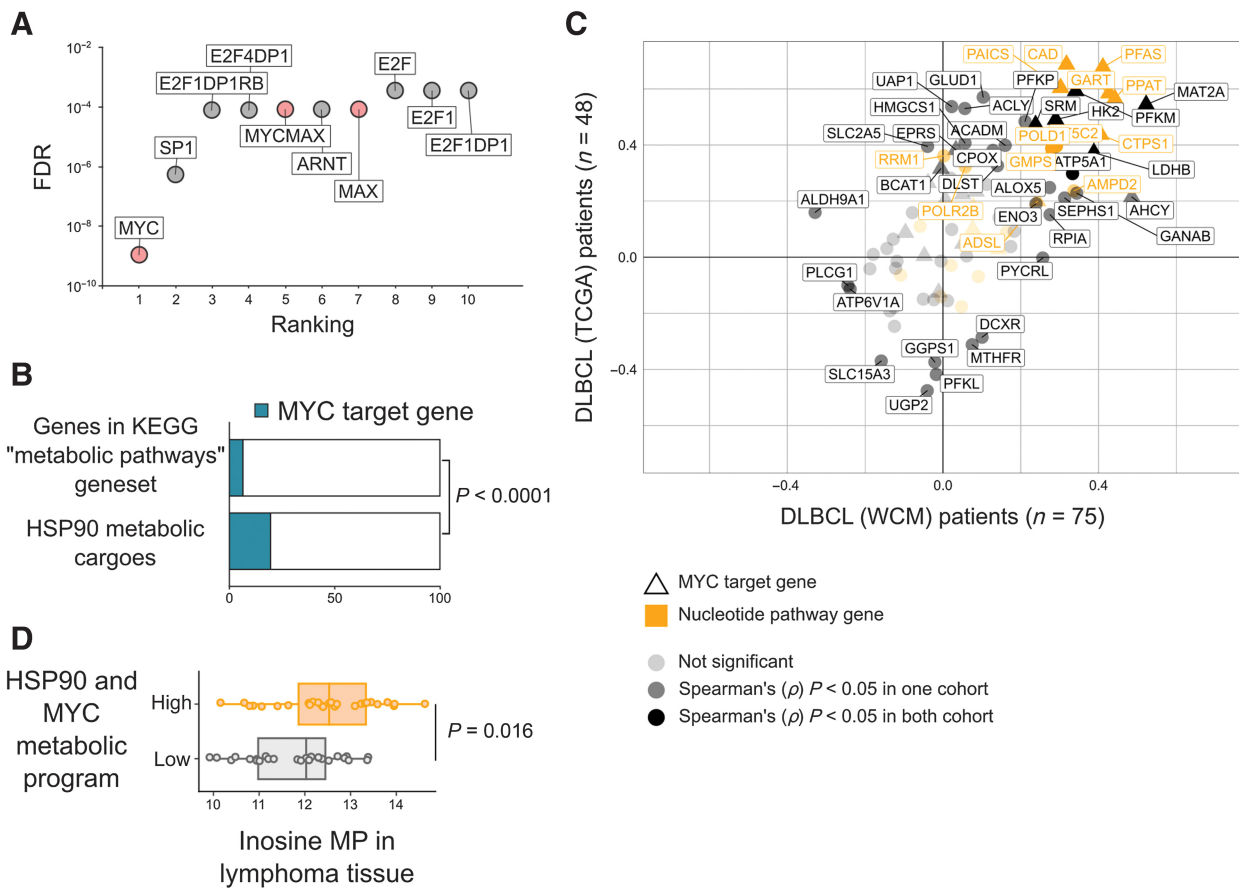 A
FDR
10−2
10−4
10−6
10−8
10−10
MYC
SP1
E2F1DP1RB
E2F4DP1
MYCMAX
ARNT
MAX
E2F
E2F1
E2F1DP1
1 2 3 4 5 6 7 8 9 10
Ranking
B
MYC target gene
Genes in KEGG
"metabolic pathways"
geneset
HSP90 metabolic
cargoes
P < 0.0001
0 50 100
C
DLBCL (TCGA) patients (n = 48)
0.4
0.0
−0.4
PAICS
CAD
PFAS
UAP1
GLUD1
PFKP
GART
PPAT
MAT2A
HMGCS1
ACLY
SRM
HK2
PFKM
SLC2A5
EPRS
ACADM
POLD1
5C2
CTPS1
RRM1
CPOX
GMPS
ATP5A1
LDHB
BCAT1
DLST
ALOX5
AMPD2
ALDH9A1
POLR2B
ENO3
SEPHS1
AHCY
ADSL
RPIA
GANAB
PLCG1
PYCRL
ATP6V1A
DCXR
GGPS1
MTHFR
SLC15A3
PFKL
UGP2
−0.4 0.0 0.4
DLBCL (WCM) patients (n = 75)
MYC target gene
Nucleotide pathway gene
Not significant
Spearman's (ρ) P < 0.05 in one cohort
Spearman's (ρ) P < 0.05 in both cohort
D
HSP90 and
MYC
metabolic
program
High
Low
P = 0.016
10 11 12 13 14
Inosine MP in
lymphoma tissue